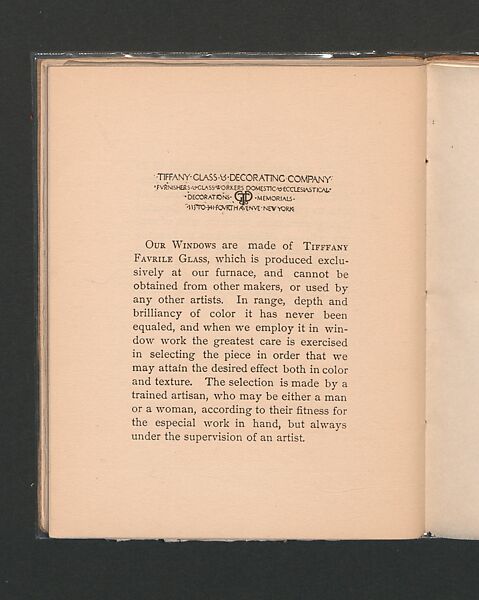 ·TIFFANY·GLASS·&·DECORATING·COMPANY·
·FVRNISHERS·&·GLASS·WORKERS·DOMESTIC·&·ECCLESIASTICAL·
·DECORATIONS· ·MEMORIALS·
·333·TO·341·FOVRTH·AVENVE·NEW·YORK·
OUR WINDOWS are made of TIFFFANY
FAVRILE GLASS, which is produced exclu-
sively at our furnace, and cannot be
obtained from other makers, or used by
any other artists. In range, depth and
brilliancy of color it has never been
equaled, and when we employ it in win-
dow work the greatest care is exercised
in selecting the piece in order that we
may attain the desired effect both in color
and texture. The selection is made by a
trained artisan, who may be either a man
or a woman, according to their fitness for
the especial work in hand, but always
under the supervision of an artist.